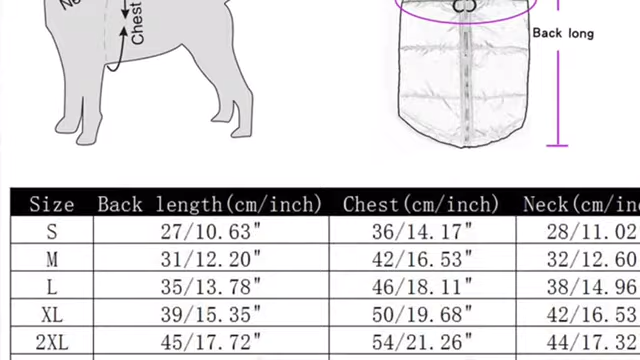 Chest
Back long
Size Back length(cm/inch) Chest(cm/inch) Neck(cm/in
S 27/10.63" 36/14.17" 28/11.02
M 31/12.20" 42/16.53" 32/12.60
L 35/13.78" 46/18.11" 38/14.96
XL 39/15.35" 50/19.68" 42/16.53
2XL 45/17.72" 54/21.26" 44/17.32